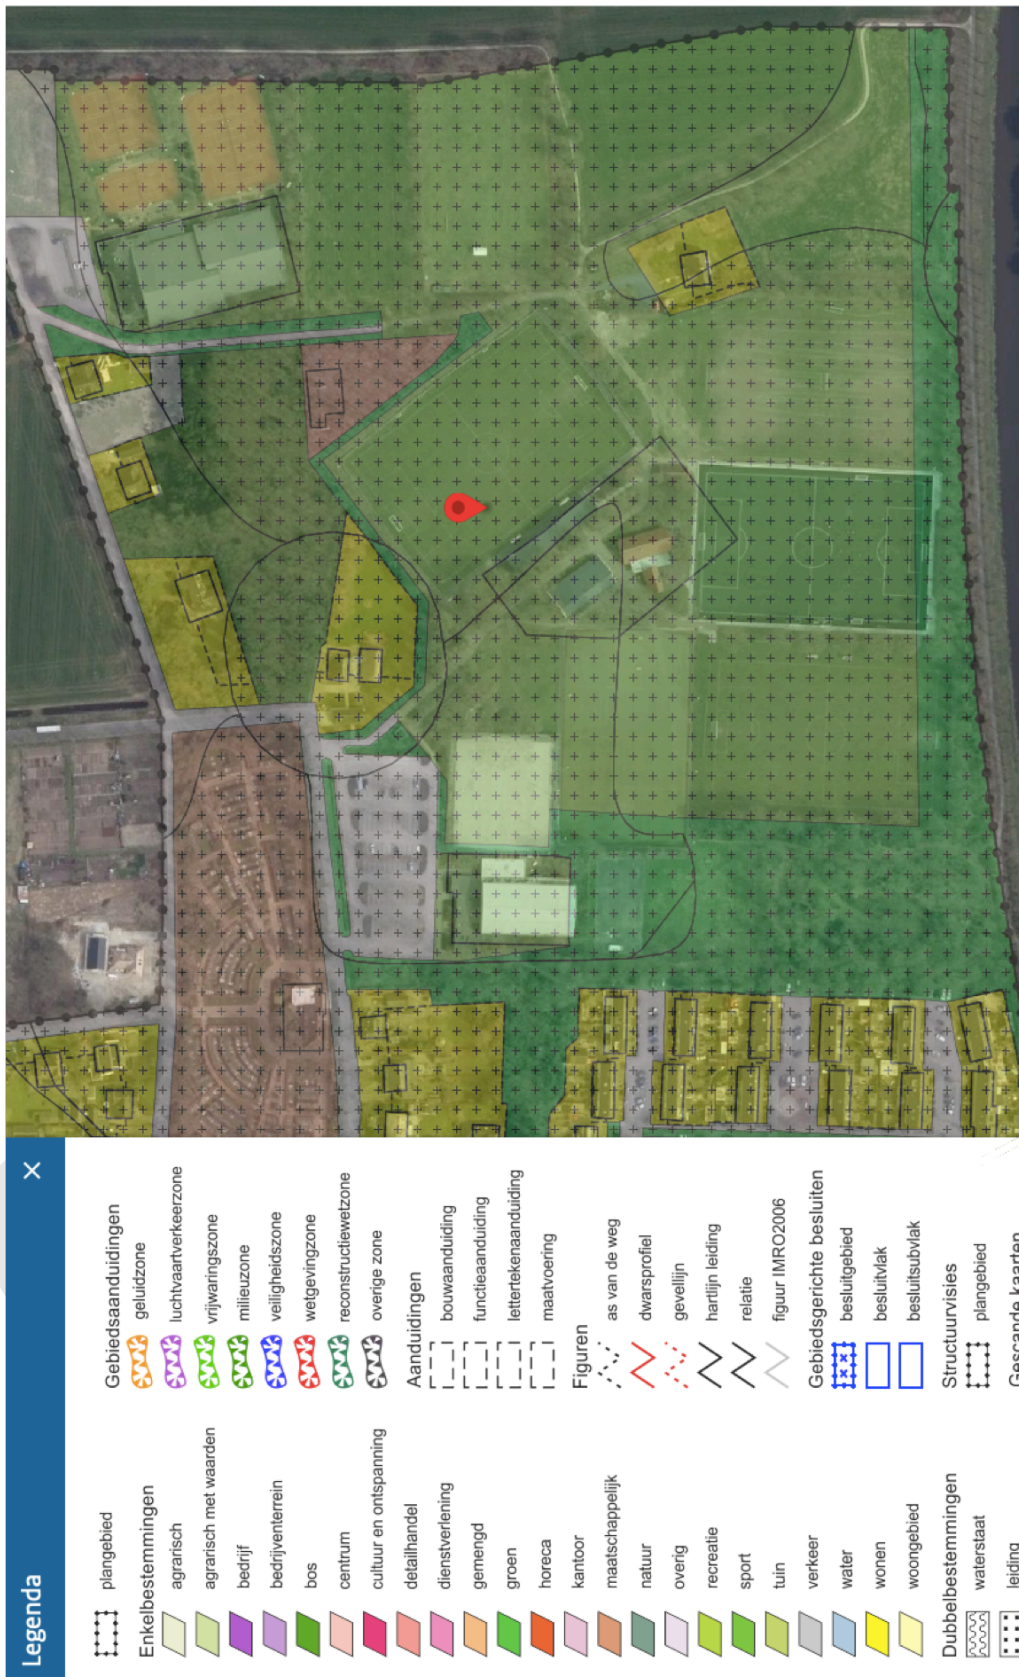 Legenda
plangebied
Enkelbestemmingen
agrarisch
agrarisch met waarden
bedrijf
bedrijventerrein
bos
centrum
cultuur en ontspanning
detailhandel
dienstverlening
gemengd
groen
horeca
kantoor
maatschappelijk
natuur
overig
recreatie
sport
tuin
verkeer
water
wonen
woongebied
Dubbelbestemmingen
waterstaat
leiding
Gebiedsaanduidingen
geluidzone
luchtvaartverkeerzone
vrijwaringszone
milieuzone
veiligheidszone
wetgevingzone
reconstructiewetzone
overige zone
Aanduidingen
bouwaanduiding
functieaanduiding
lettertekenaanduiding
maatvoering
Figuren
as van de weg
dwarsprofiel
gevellijn
hartlijn leiding
relatie
figuur IMRO2006
Gebiedsgerichte besluiten
besluitgebied
besluitvlak
besluitsubvlak
Structuurvisies
plangebied
Gescande kaarten